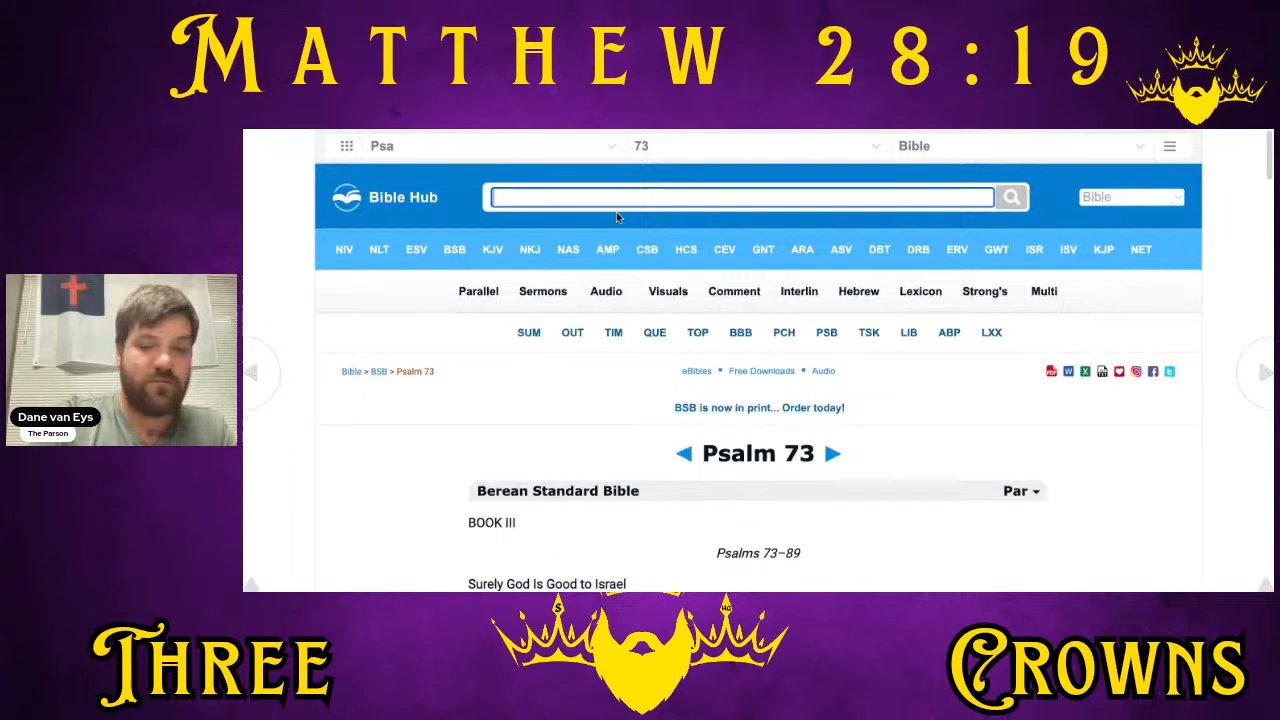 MATTHEW 28:19
Psa 73 Bible
Bible Hub Bible
NIV NLT ESV BSB KJV NKJ NAS AMP CSB HCS CEV GNT ARA ASV DBT DRB ERV GWT ISR ISV KJP NET
Parallel Sermons Audio Visuals Comment Interlin Hebrew Lexicon Strong's Multi
SUM OUT TIM QUE TOP BBB PCH PSB TSK LIB ABP LXX
Bible > BSB > Psalm 73 eBibles • Free Downloads • Audio
BSB is now in print... Order today!
Psalm 73
Berean Standard Bible Par
BOOK III
Psalms 73–89
Surely God Is Good to Israel
Dane van Eys
The Parson
S HG
THREE CROWNS